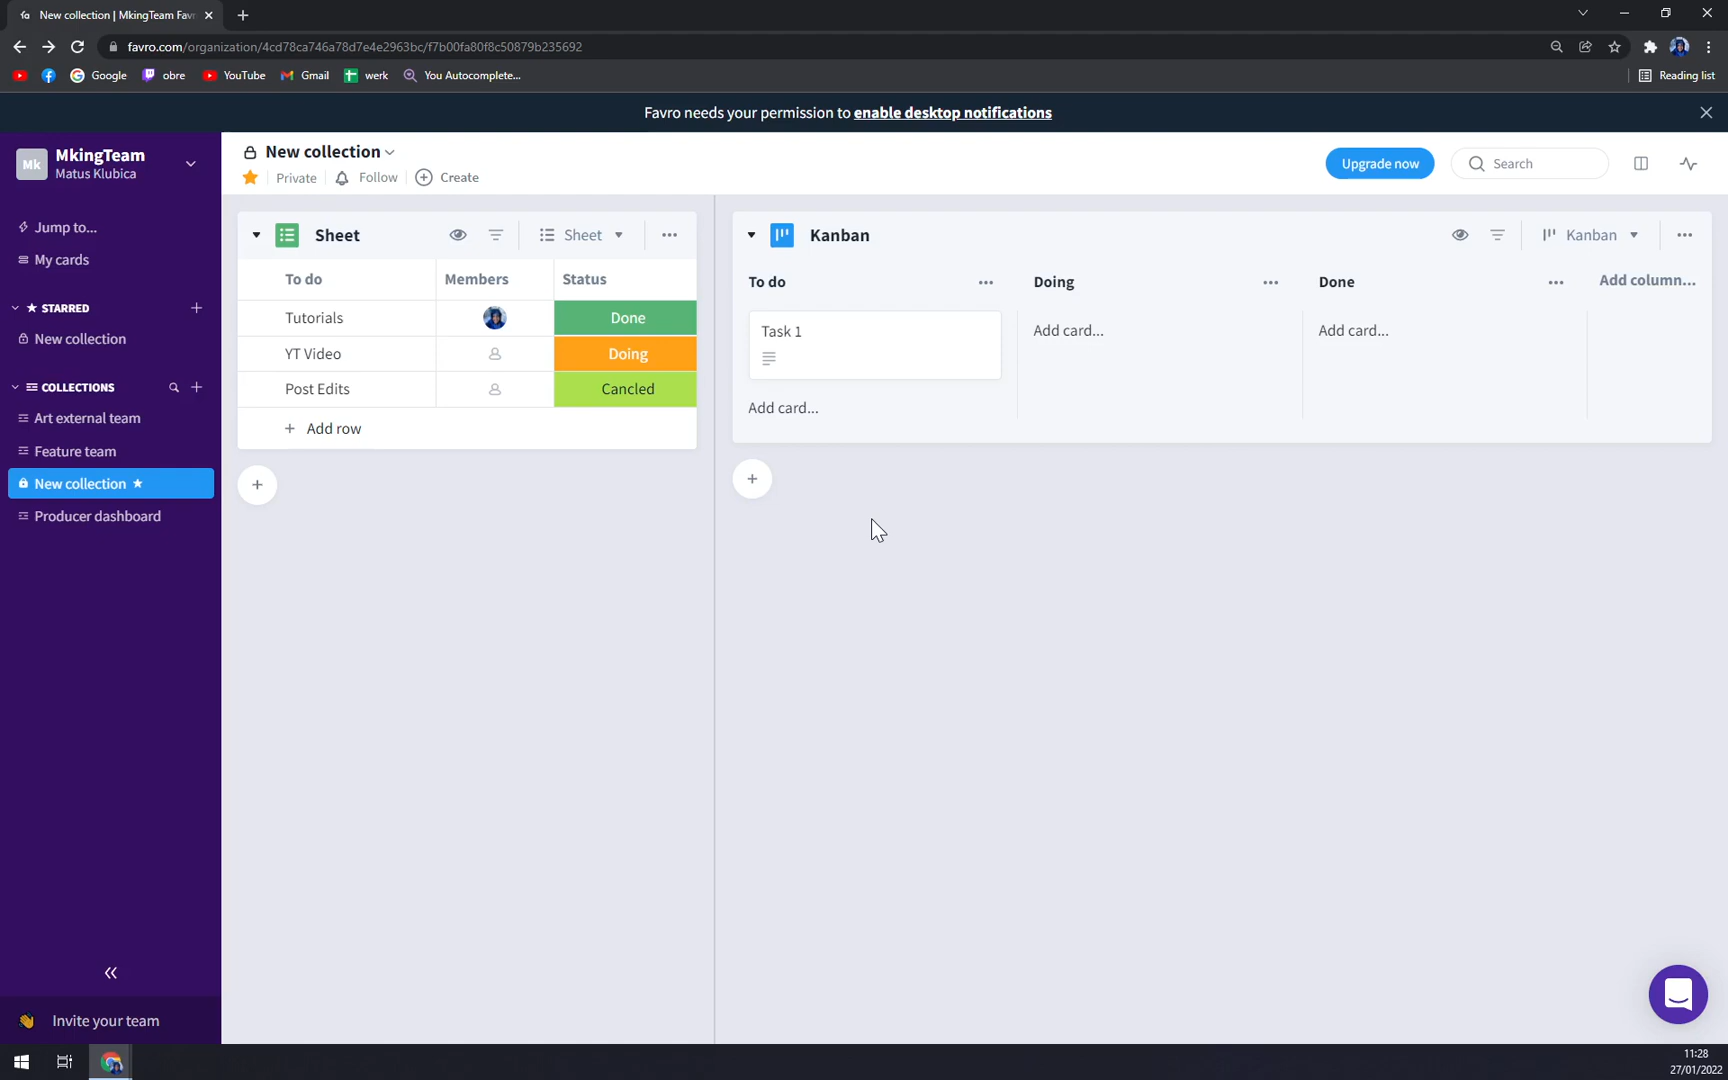 New collection | MkingTeam Favr
favro.com/organization/4cd78ca746a78d7e4e2963bc/f7b00fa80f8c50879b235692
Google
obre
YouTube
Gmail
werk
You Autocomplete...
Reading list
Favro needs your permission to enable desktop notifications
Mk
MkingTeam
Matus Klubica
Jump to...
My cards
STARRED
New collection
COLLECTIONS
Art external team
Feature team
New collection
Producer dashboard
Invite your team
New collection
Private
Follow
Create
Upgrade now
Search
Sheet
Sheet
To do Members Status
Tutorials Done
YT Video Doing
Post Edits Cancled
Add row
Kanban
Kanban
To do
Doing
Done
Add column...
Task 1
Add card...
Add card...
Add card...
11:28
27/01/2022